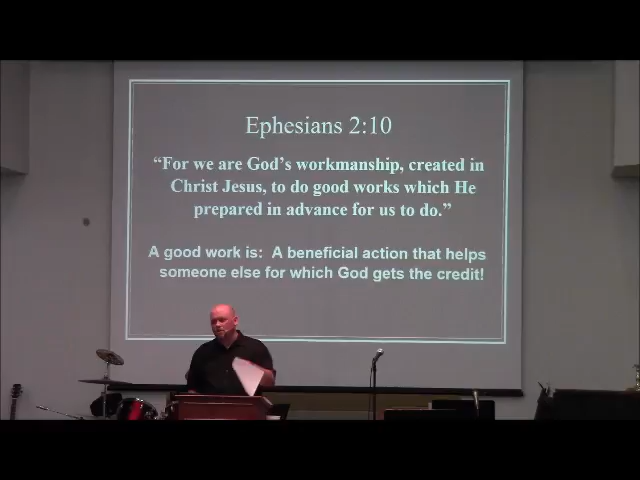 Ephesians 2:10
“For we are God’s workmanship, created in
Christ Jesus, to do good works which He
prepared in advance for us to do.”
A good work is:  A beneficial action that helps
someone else for which God gets the credit!